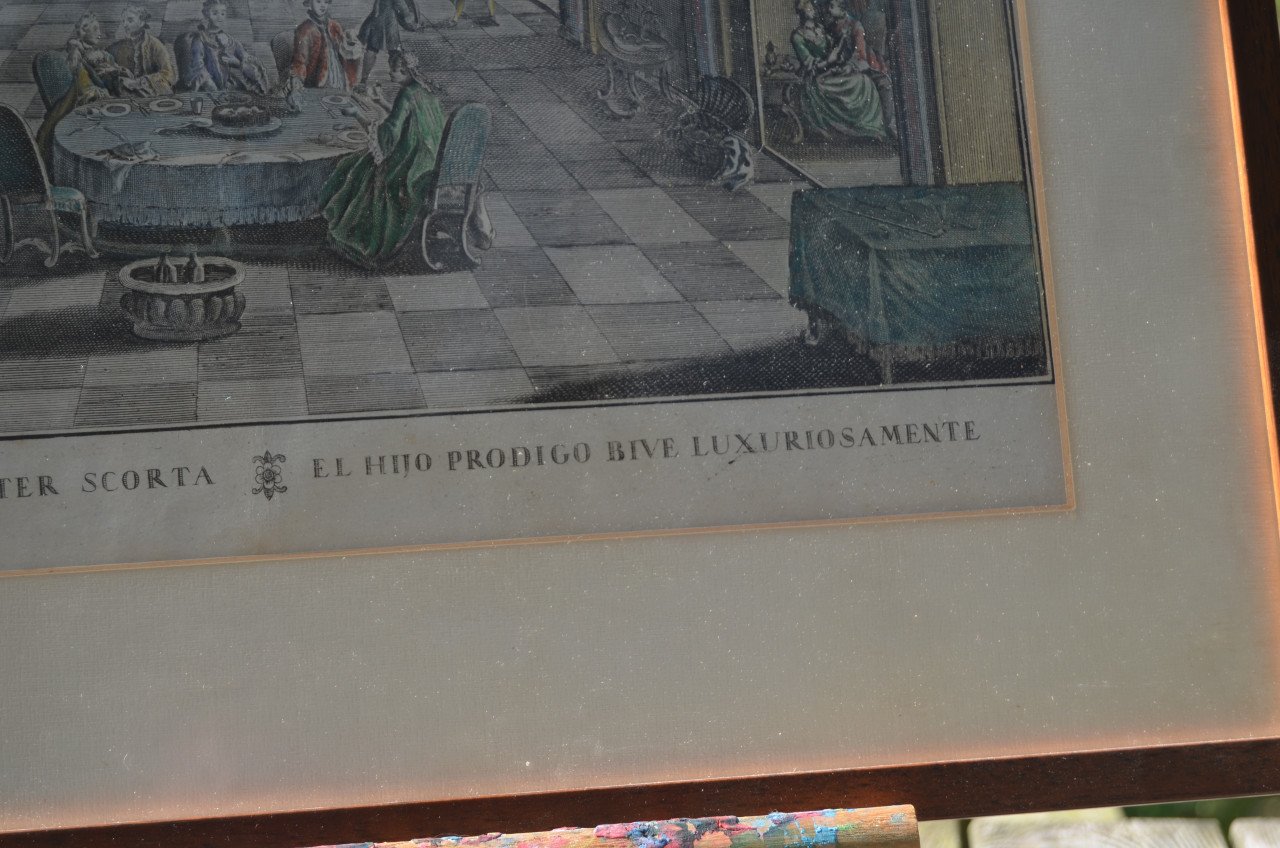 TER SCORTA EL HIJO PRODIGO BIVE LUXURIOSAMENTE